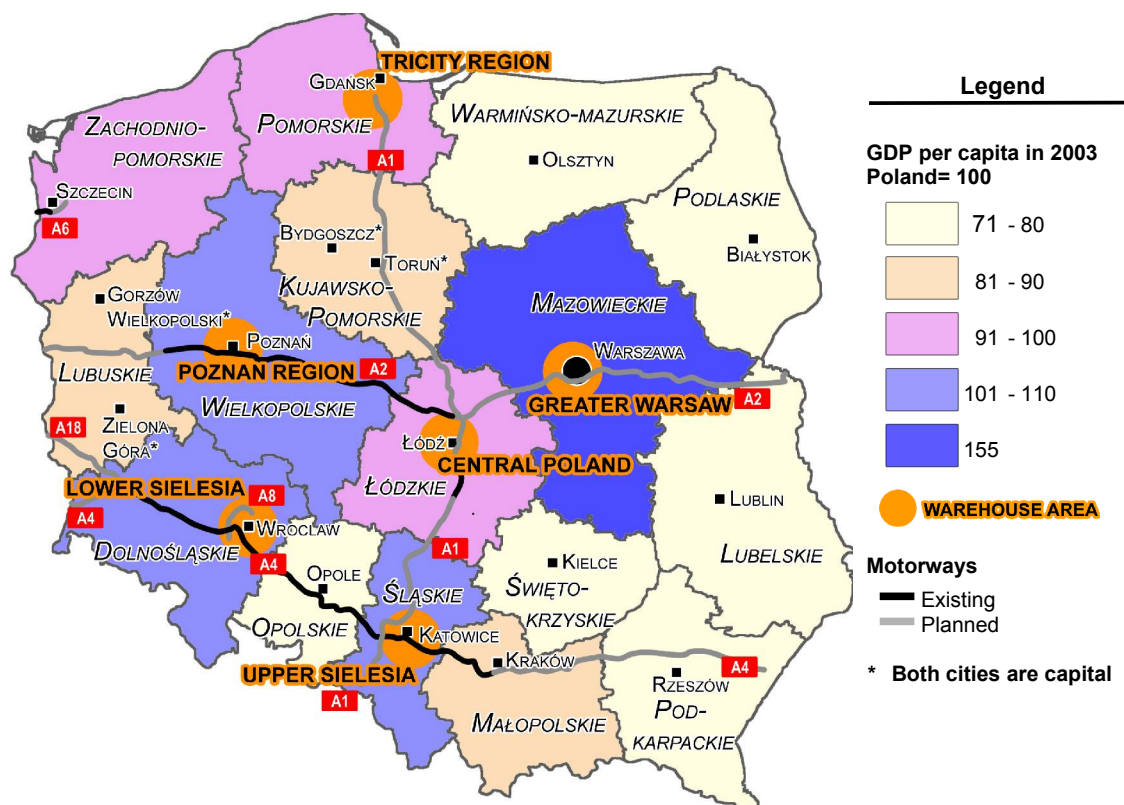 TRICITY REGION
GDAŃSK
POMORSKIE
ZACHODNIO-
POMORSKIE
SZCZECIN
A6
A1
WARMIŃSKO-MAZURSKIE
OLSZTYN
PODLASKIE
BIAŁYSTOK
BYDGOSZCZ*
TORUŃ*
KUJAWSKO-
POMORSKIE
MAZOWIECKIE
GORZÓW
WIELKOPOLSKI*
POZNAŃ
POZNAŃ REGION
LUBUSKIE
WIELKOPOLSKIE
A2
WARSZAWA
GREATER WARSAW
A2
A18
ZIELONA
GÓRA*
ŁÓDŹ
CENTRAL POLAND
ŁÓDZKIE
LOWER SIELESIA
A8
A4
WROCŁAW
DOLNOŚLĄSKIE
A4
A1
LUBLIN
LUBELSKIE
OPOLE
OPOLSKIE
ŚLĄSKIE
KIELCE
ŚWIĘTO-
KRZYSKIE
KATOWICE
UPPER SIELESIA
A1
KRAKÓW
A4
MAŁOPOLSKIE
RZESZÓW
POD-
KARPACKIE
Legend
GDP per capita in 2003
Poland= 100
71 - 80
81 - 90
91 - 100
101 - 110
155
WAREHOUSE AREA
Motorways
Existing
Planned
* Both cities are capital